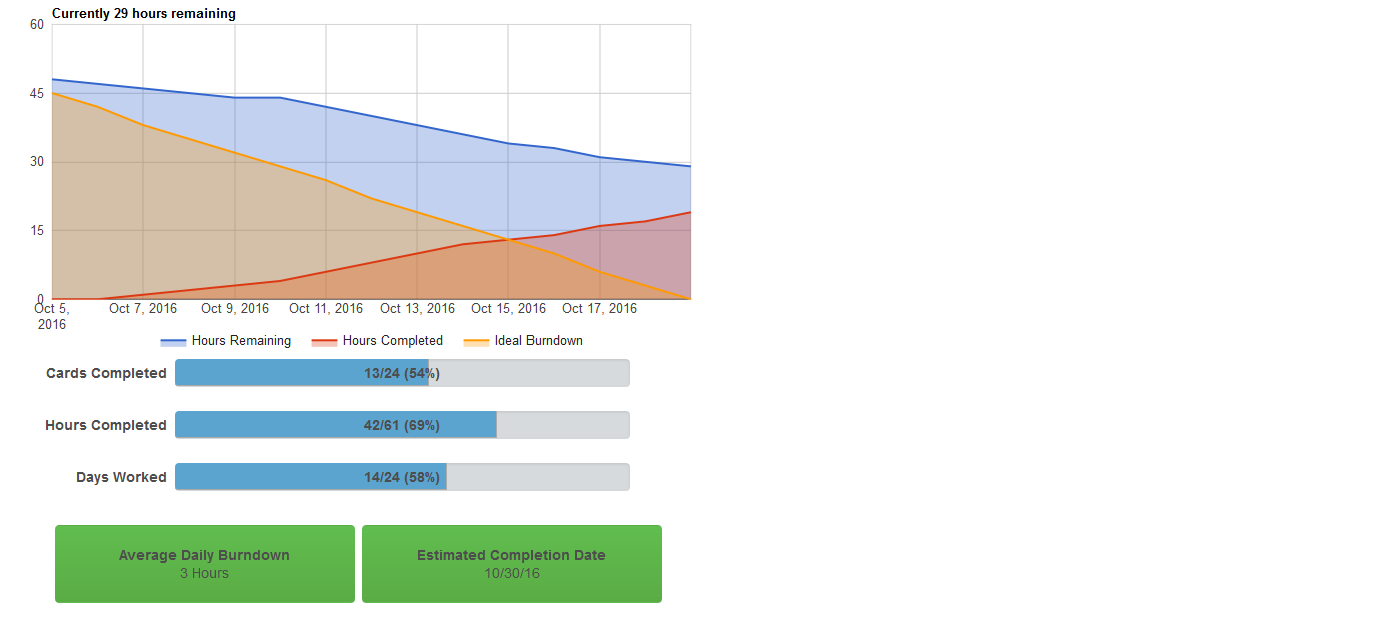 Currently 29 hours remaining
60
45
30
15
0
Oct 5, 2016
Oct 7, 2016
Oct 9, 2016
Oct 11, 2016
Oct 13, 2016
Oct 15, 2016
Oct 17, 2016
Hours Remaining
Hours Completed
Ideal Burndown
Cards Completed
13/24 (54%)
Hours Completed
42/61 (69%)
Days Worked
14/24 (58%)
Average Daily Burndown
3 Hours
Estimated Completion Date
10/30/16